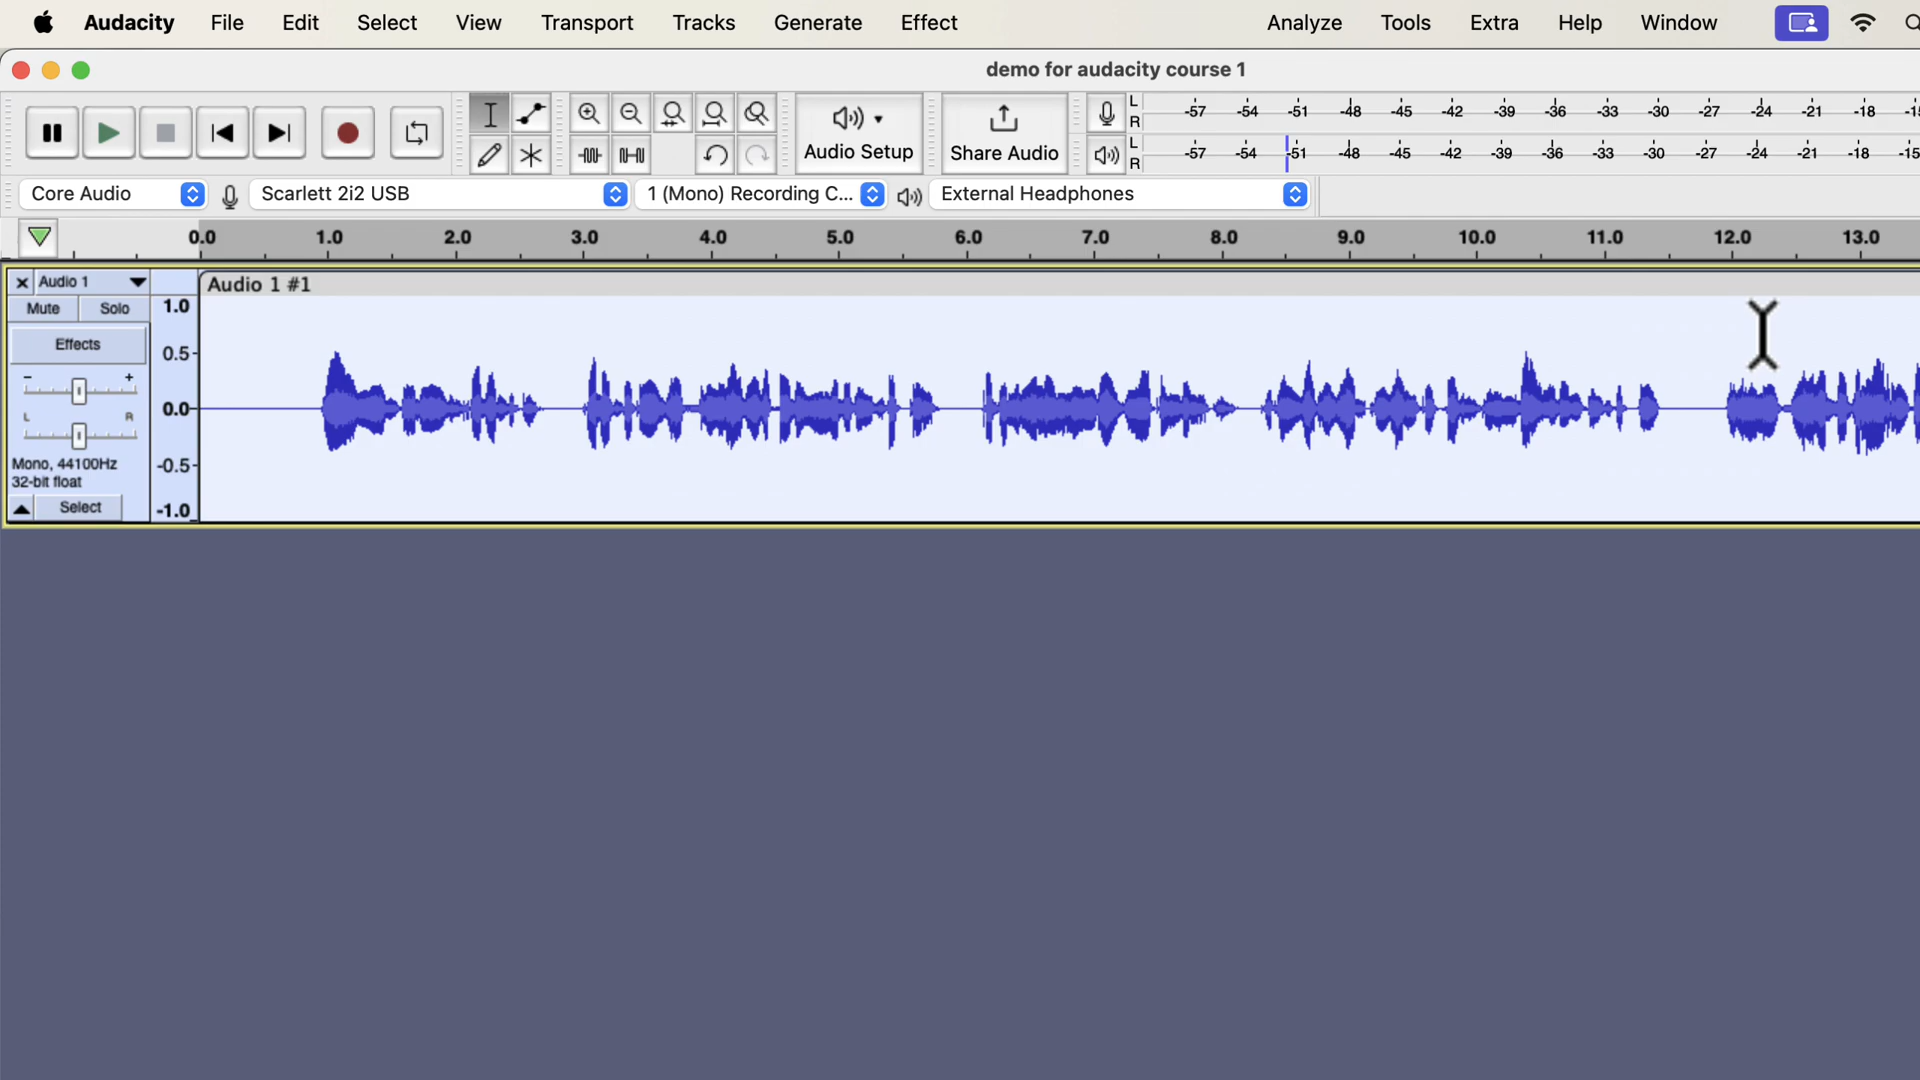 Audacity File Edit Select View Transport Tracks Generate Effect Analyze Tools Extra Help Window
demo for audacity course 1
Audio Setup
Share Audio
L
R
-57 -54 -51 -48 -45 -42 -39 -36 -33 -30 -27 -24 -21 -18
L
R
-57 -54 -51 -48 -45 -42 -39 -36 -33 -30 -27 -24 -21 -18 -15
Core Audio Scarlett 2i2 USB 1 (Mono) Recording C... External Headphones
0.0 1.0 2.0 3.0 4.0 5.0 6.0 7.0 8.0 9.0 10.0 11.0 12.0 13.0
Audio 1
Audio 1 #1
Mute Solo
Effects
- +
L R
Mono, 44100Hz
32-bit float
Select
1.0
0.5
0.0
-0.5
-1.0